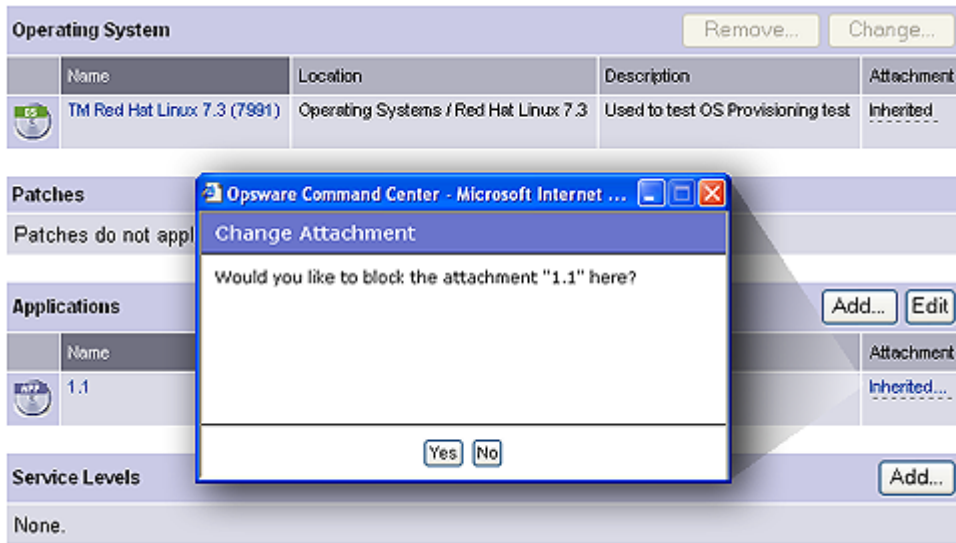 Operating System
Remove... Change...
Name Location Description Attachment
OS TM Red Hat Linux 7.3 (7991) Operating Systems / Red Hat Linux 7.3 Used to test OS Provisioning test Inherited
Patches
Patches do not appl
Opsware Command Center - Microsoft Internet ...
Change Attachment
Would you like to block the attachment "1.1" here?
Yes No
Applications
Add... Edit
Name Attachment
APP 1.1 Inherited...
Service Levels
Add...
None.